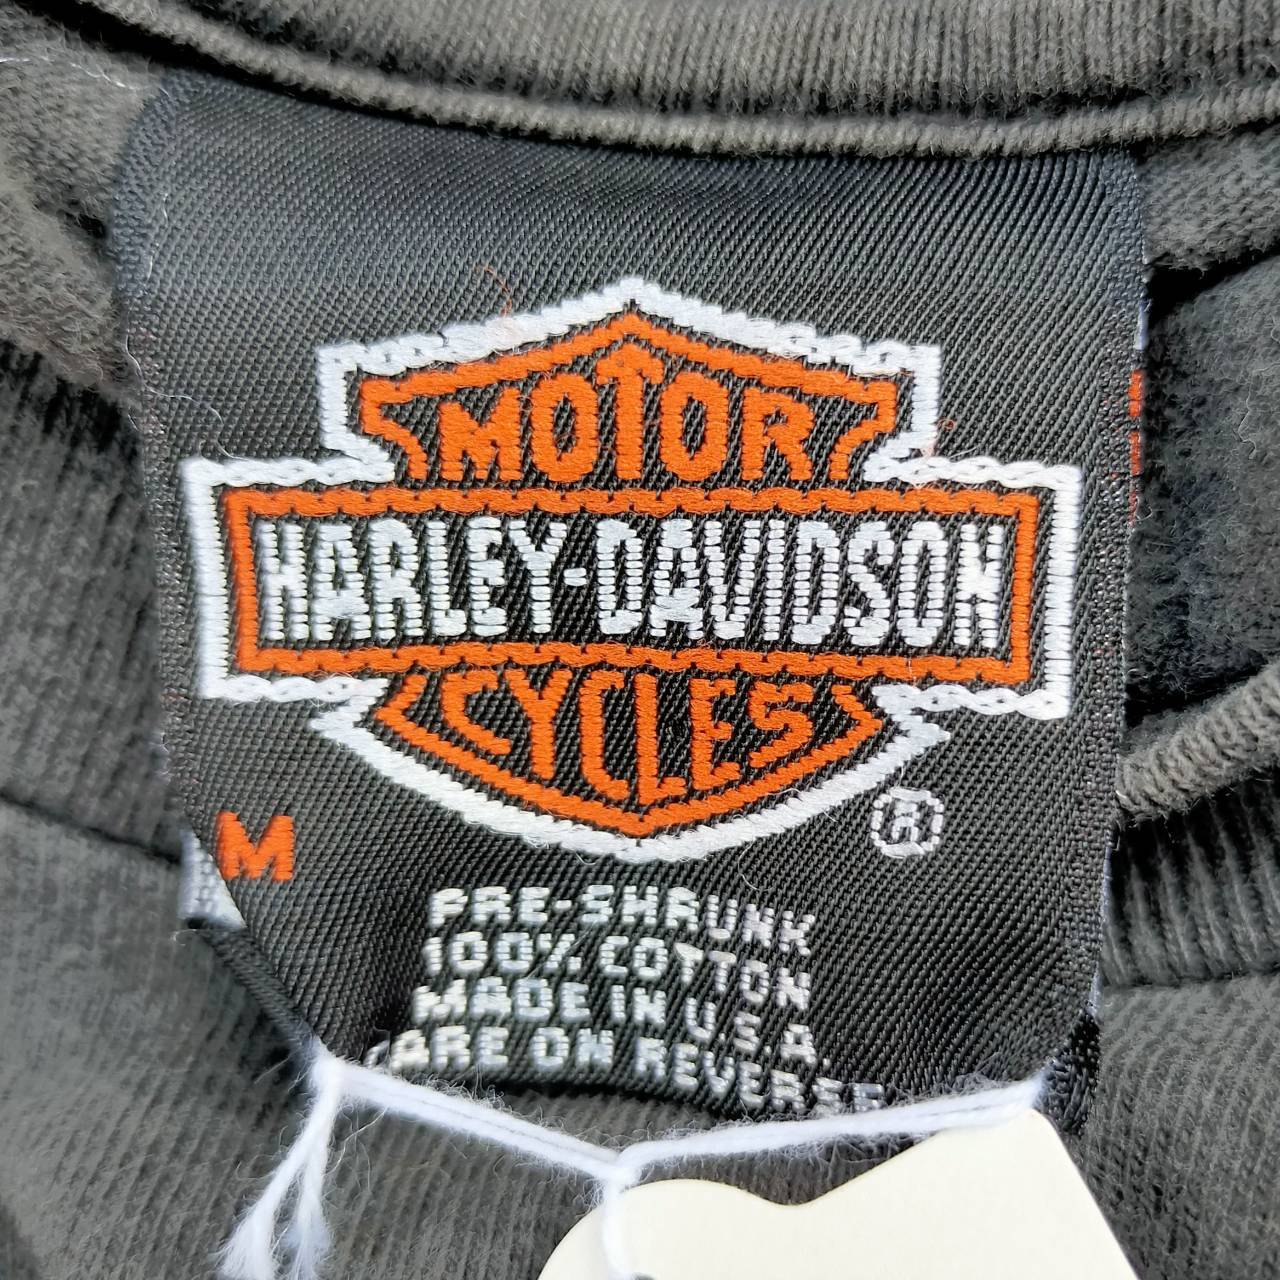 MOTOR
HARLEY-DAVIDSON
CYCLES
®
M
PRE-SHRUNK
100% COTTON
MADE IN U.S.A.
CARE ON REVERSE